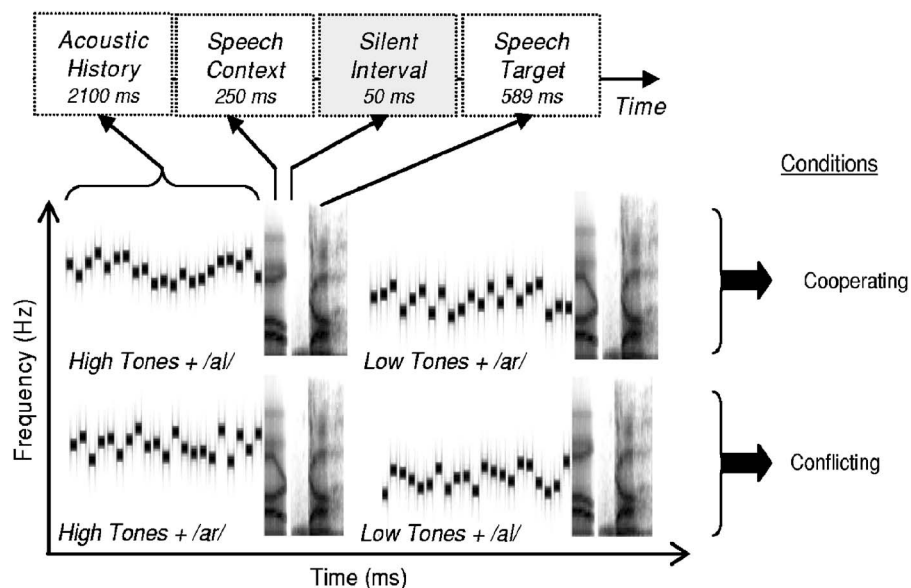 Acoustic
History
2100 ms
Speech
Context
250 ms
Silent
Interval
50 ms
Speech
Target
589 ms
Time
Conditions
Frequency (Hz)
High Tones + /al/
Low Tones + /ar/
Cooperating
High Tones + /ar/
Low Tones + /al/
Conflicting
Time (ms)